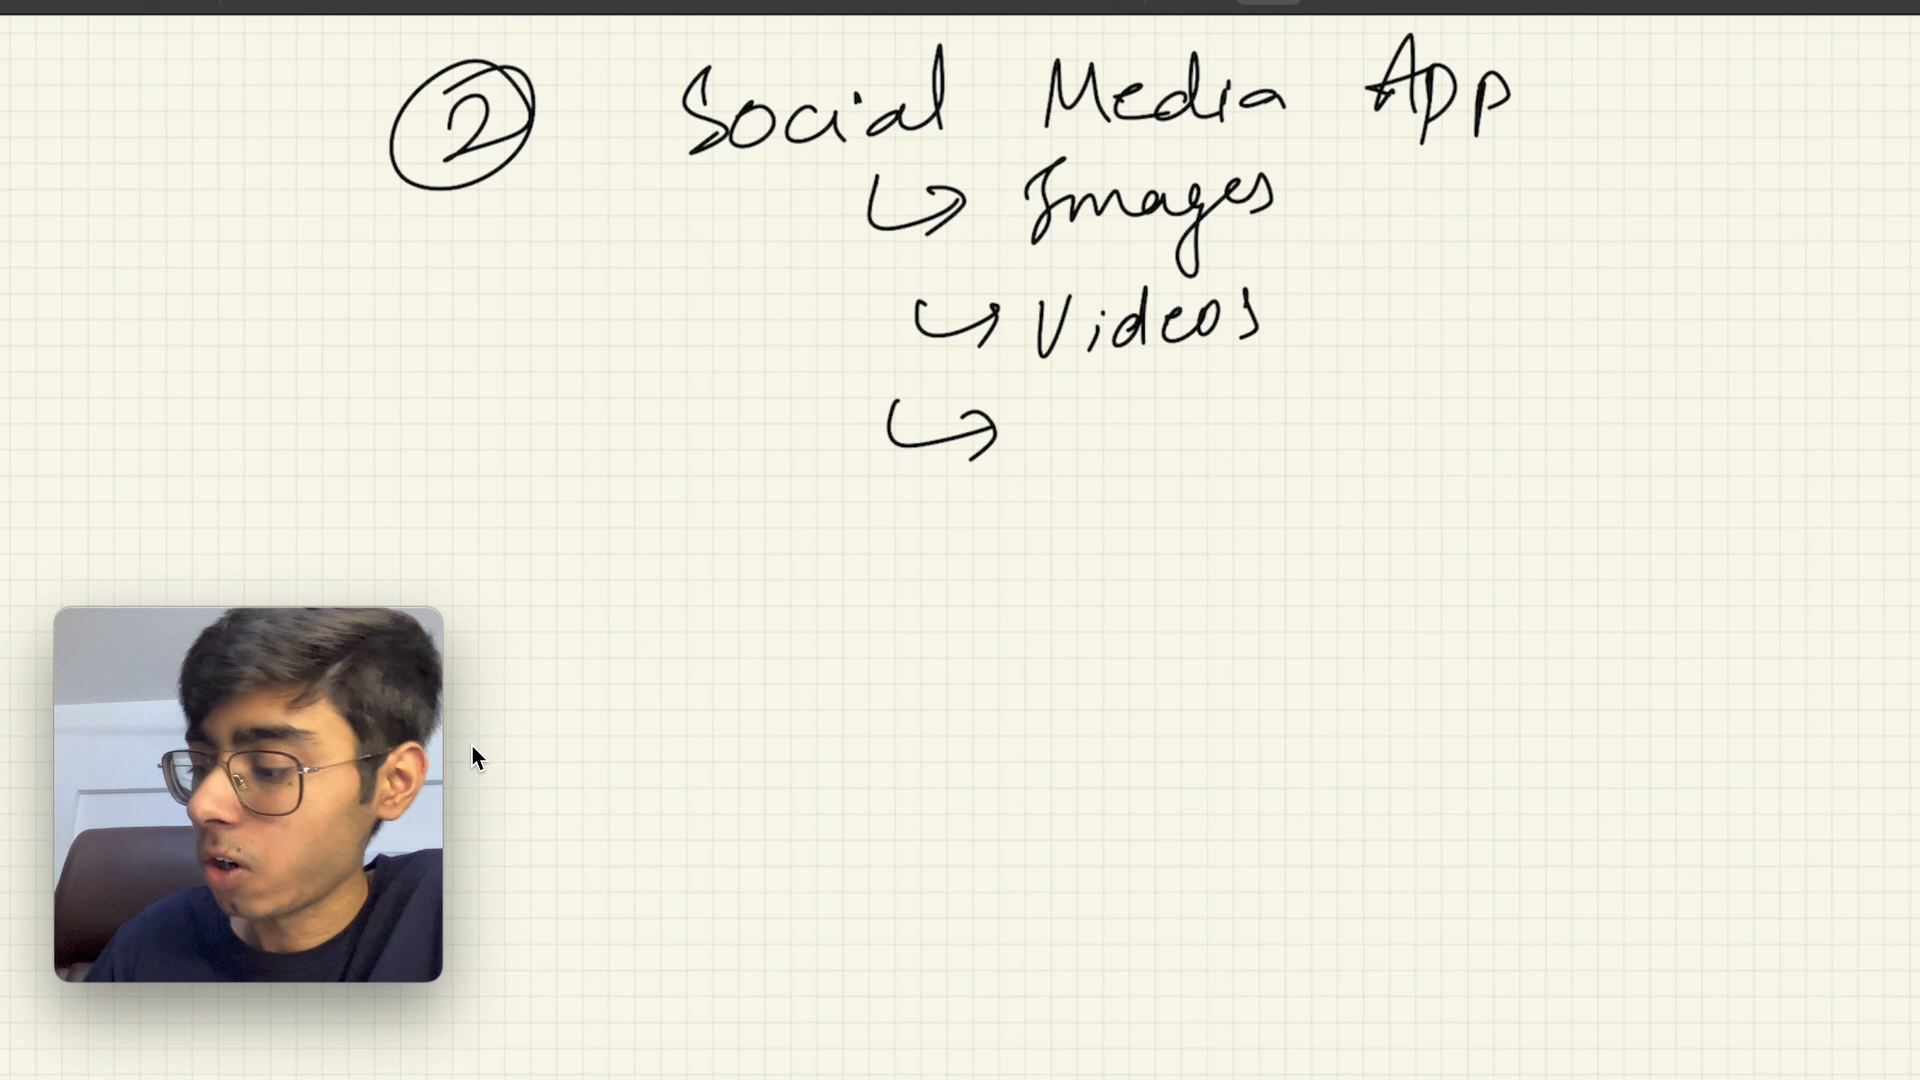 ② Social Media App
↳ Images
↳ Videos
↳